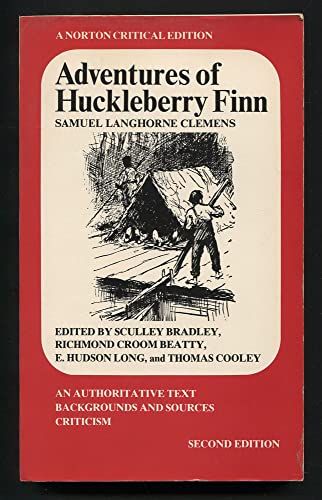 A NORTON CRITICAL EDITION
Adventures of
Huckleberry Finn
SAMUEL LANGHORNE CLEMENS
EDITED BY SCULLEY BRADLEY,
RICHMOND CROOM BEATTY,
E. HUDSON LONG, and THOMAS COOLEY
AN AUTHORITATIVE TEXT
BACKGROUNDS AND SOURCES
CRITICISM
SECOND EDITION